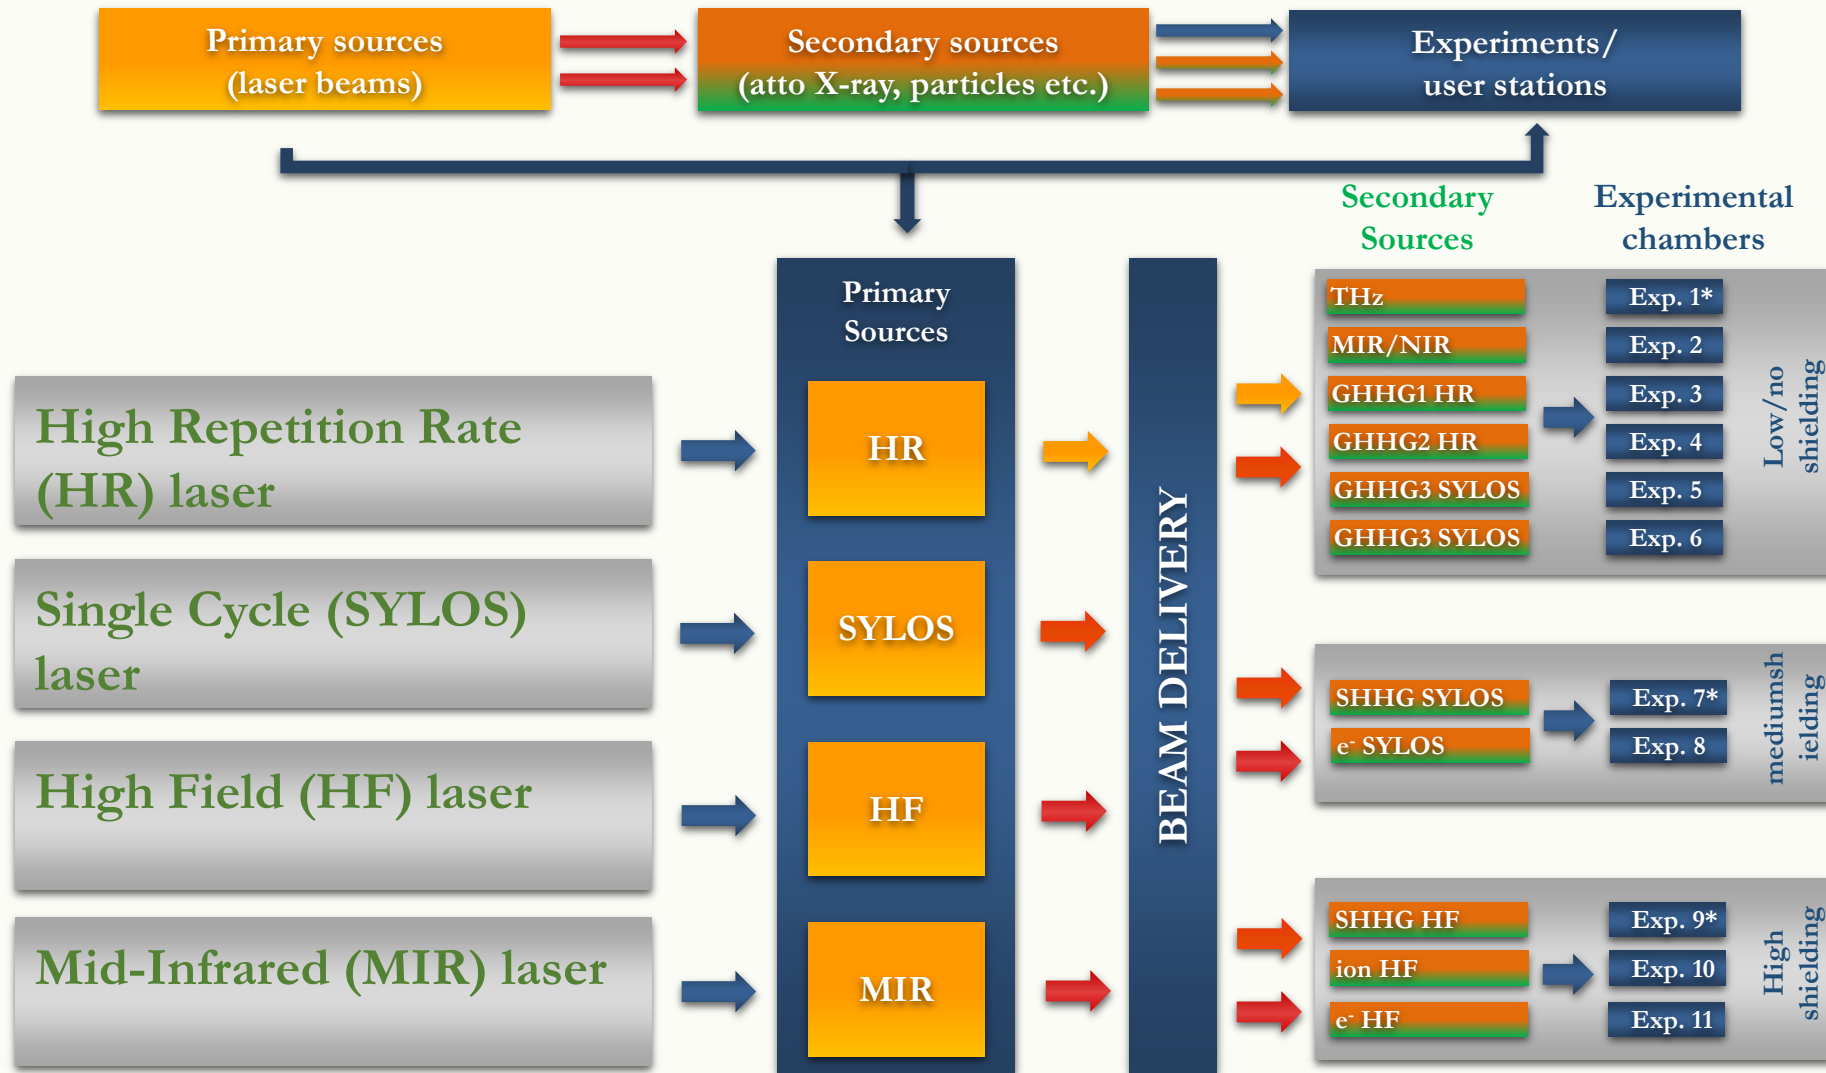 Primary sources
(laser beams)
Secondary sources
(atto X-ray, particles etc.)
Experiments/
user stations
Secondary
Sources
Experimental
chambers
Primary
Sources
High Repetition Rate
(HR) laser
Single Cycle (SYLOS)
laser
High Field (HF) laser
Mid-Infrared (MIR) laser
HR
SYLOS
HF
MIR
BEAM DELIVERY
THz
Exp. 1*
MIR/NIR
Exp. 2
GHHG1 HR
Exp. 3
GHHG2 HR
Exp. 4
GHHG3 SYLOS
Exp. 5
GHHG3 SYLOS
Exp. 6
Low/no
shielding
SHHG SYLOS
Exp. 7*
e- SYLOS
Exp. 8
mediumsh
ielding
SHHG HF
Exp. 9*
ion HF
Exp. 10
e- HF
Exp. 11
High
shielding